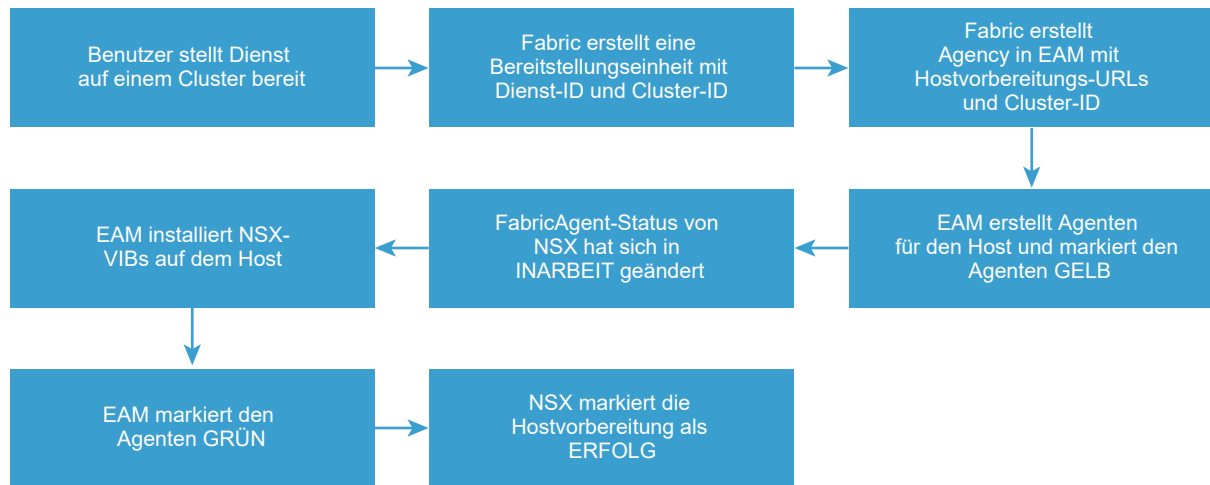 Benutzer stellt Dienst
auf einem Cluster bereit
Fabric erstellt eine
Bereitstellungseinheit mit
Dienst-ID und Cluster-ID
Fabric erstellt
Agency in EAM mit
Hostvorbereitungs-URLs
und Cluster-ID
EAM erstellt Agenten
für den Host und markiert den
Agenten GELB
FabricAgent-Status von
NSX hat sich in
INARBEIT geändert
EAM installiert NSX-
VIBs auf dem Host
EAM markiert den
Agenten GRÜN
NSX markiert die
Hostvorbereitung als
ERFOLG